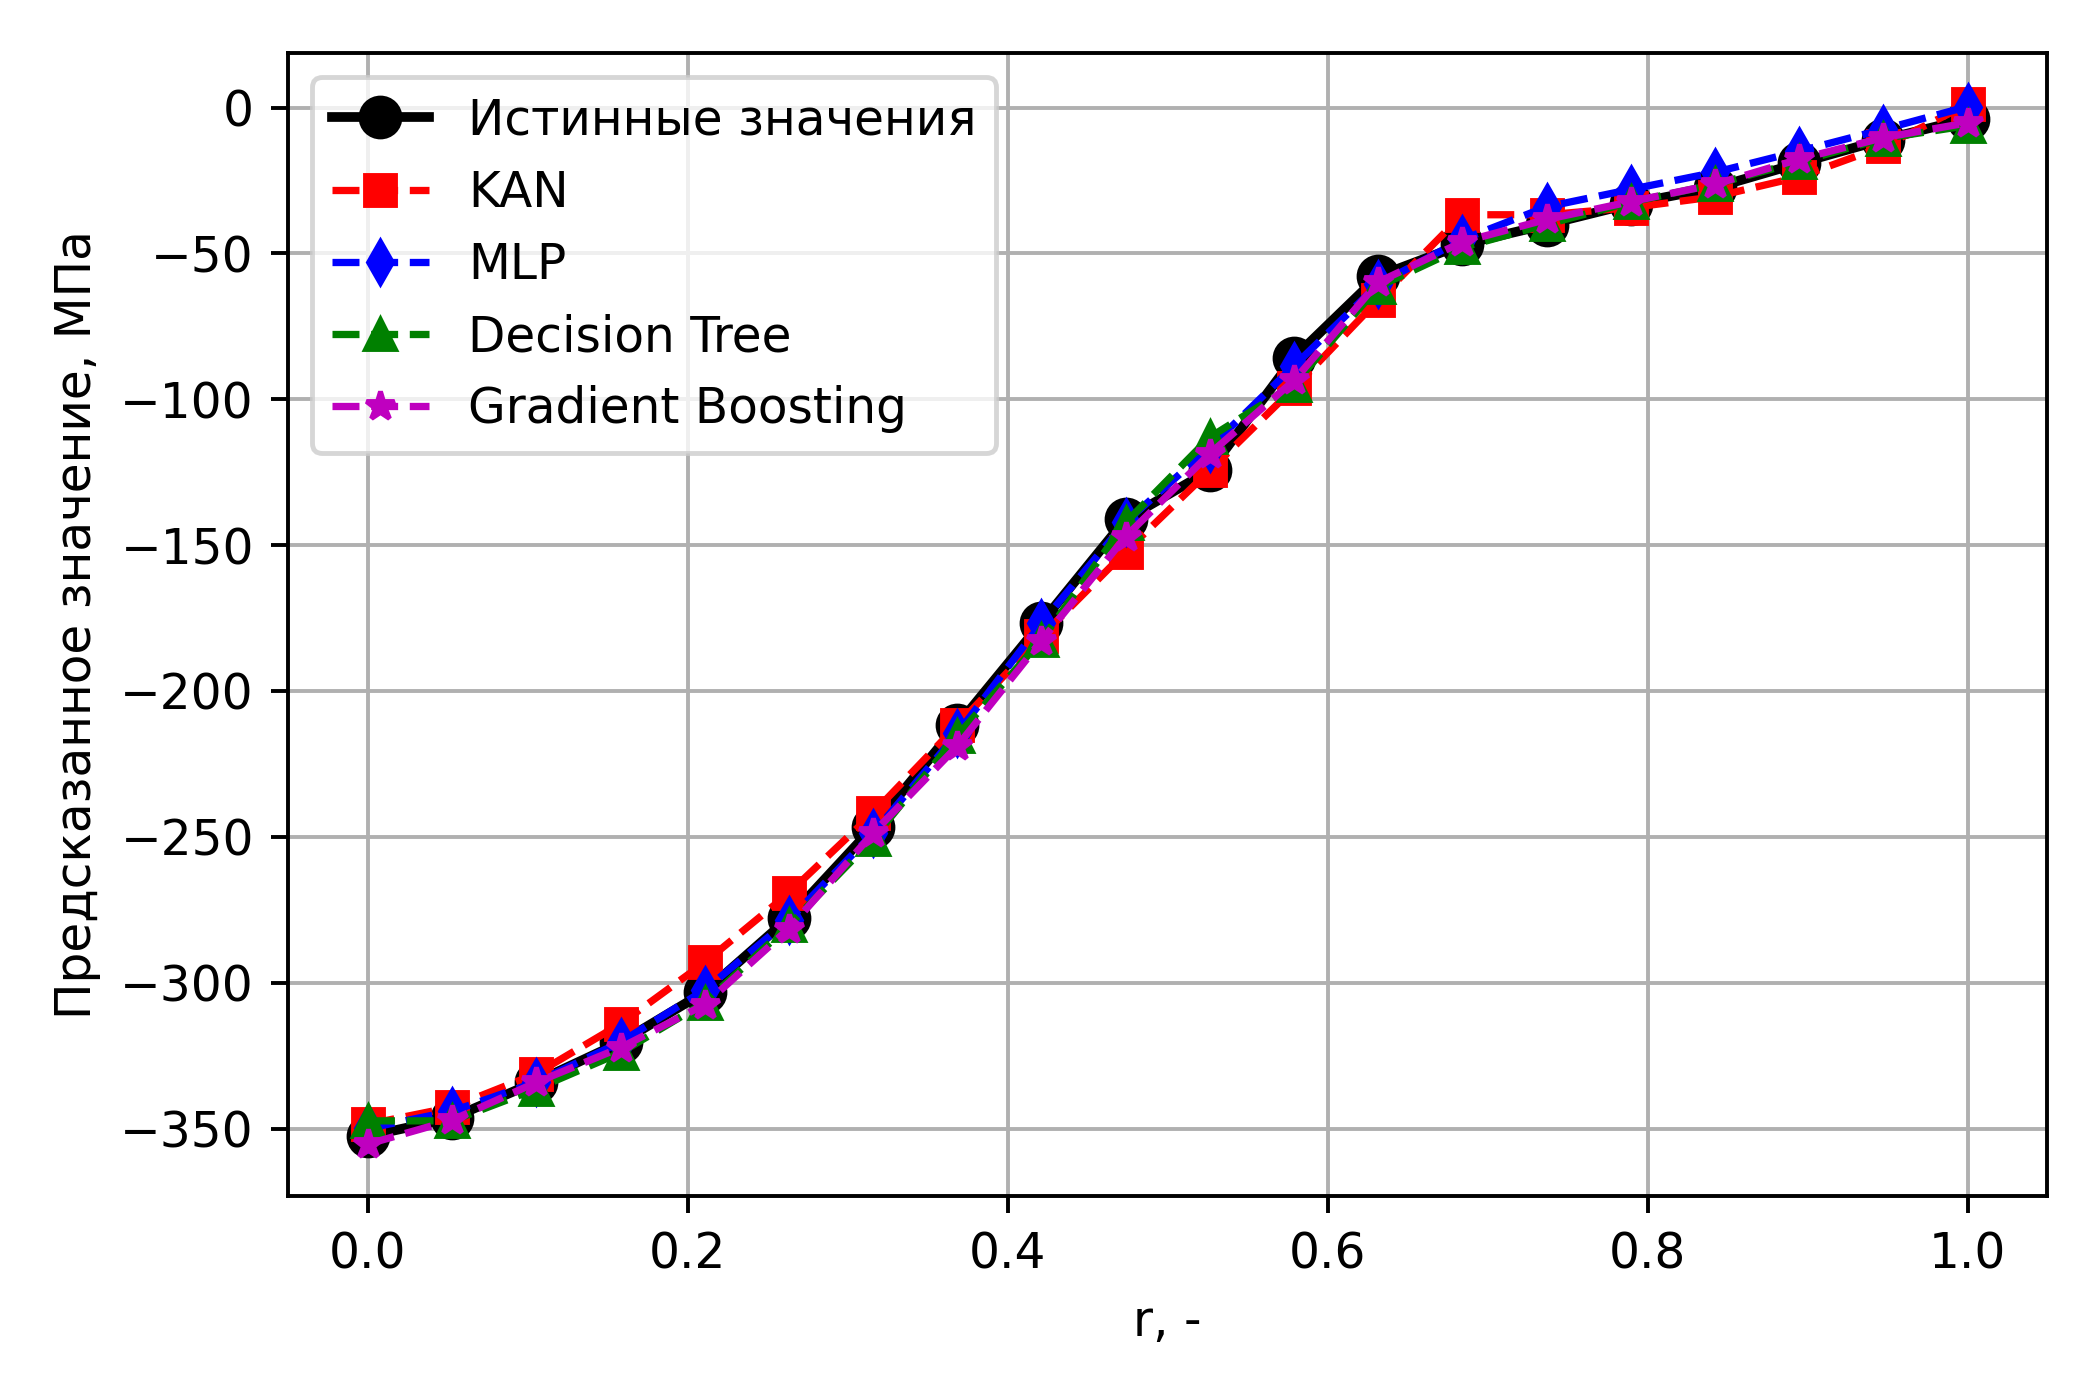 Истинные значения
KAN
MLP
Decision Tree
Gradient Boosting
0
−50
−100
−150
−200
−250
−300
−350
Предсказанное значение, МПа
0.0 0.2 0.4 0.6 0.8 1.0
r, -